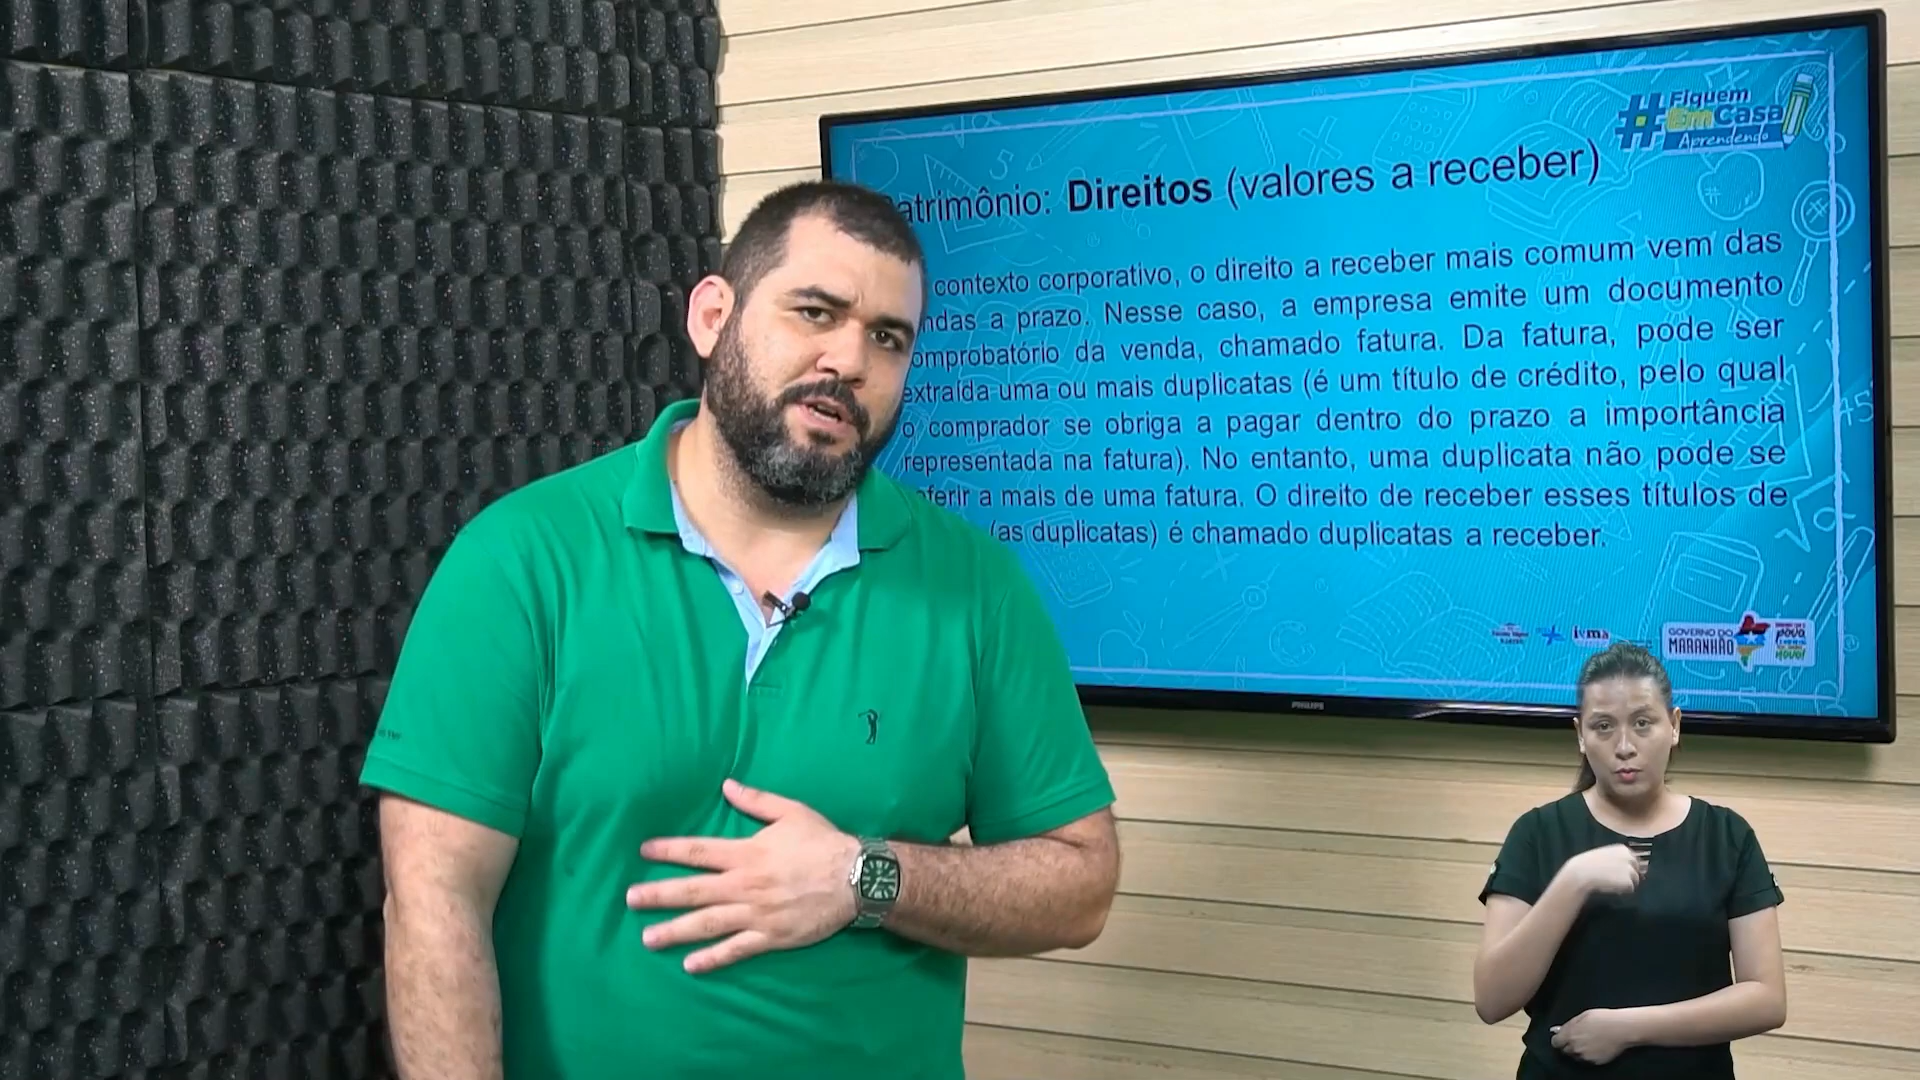 #Fiquem
Em Casa
Aprendendo
atrimônio: Direitos (valores a receber)
contexto corporativo, o direito a receber mais comum vem das
ndas a prazo. Nesse caso, a empresa emite um documento
omprobatório da venda, chamado fatura. Da fatura, pode ser
extraída uma ou mais duplicatas (é um título de crédito, pelo qual
o comprador se obriga a pagar dentro do prazo a importância
representada na fatura). No entanto, uma duplicata não pode se
ferir a mais de uma fatura. O direito de receber esses títulos de
(as duplicatas) é chamado duplicatas a receber.
iema
GOVERNO DO
MARANHÃO
PHILIPS